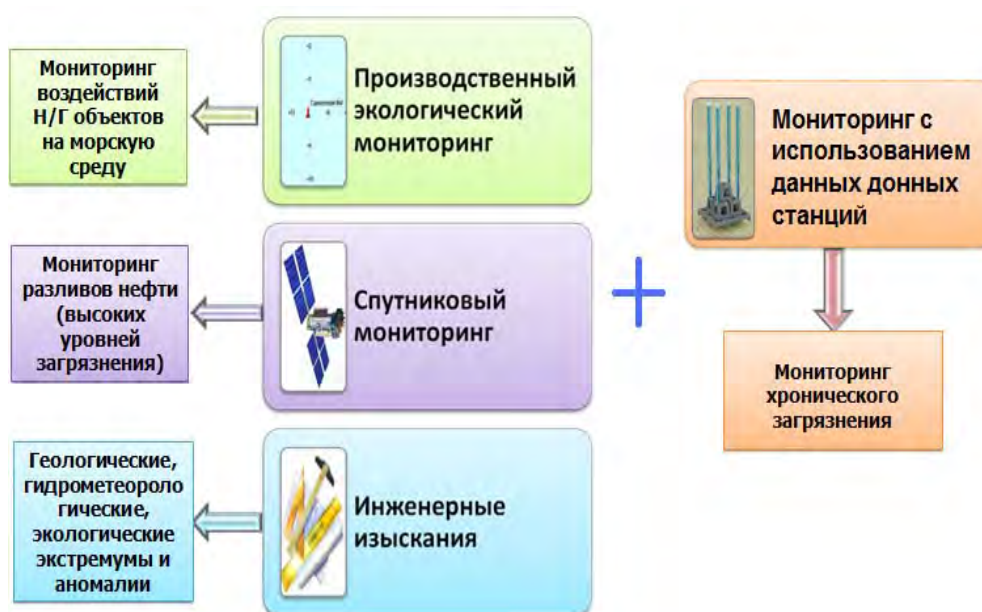 Мониторинг
воздействий
Н/Г объектов
на морскую
среду
Производственный
экологический
мониторинг
Мониторинг
разливов нефти
(высоких
уровней
загрязнения)
Спутниковый
мониторинг
Геологические,
гидрометеороло
гические,
экологические
экстремумы и
аномалии
Инженерные
изыскания
+
Мониторинг с
использованием
данных донных
станций
Мониторинг
хронического
загрязнения